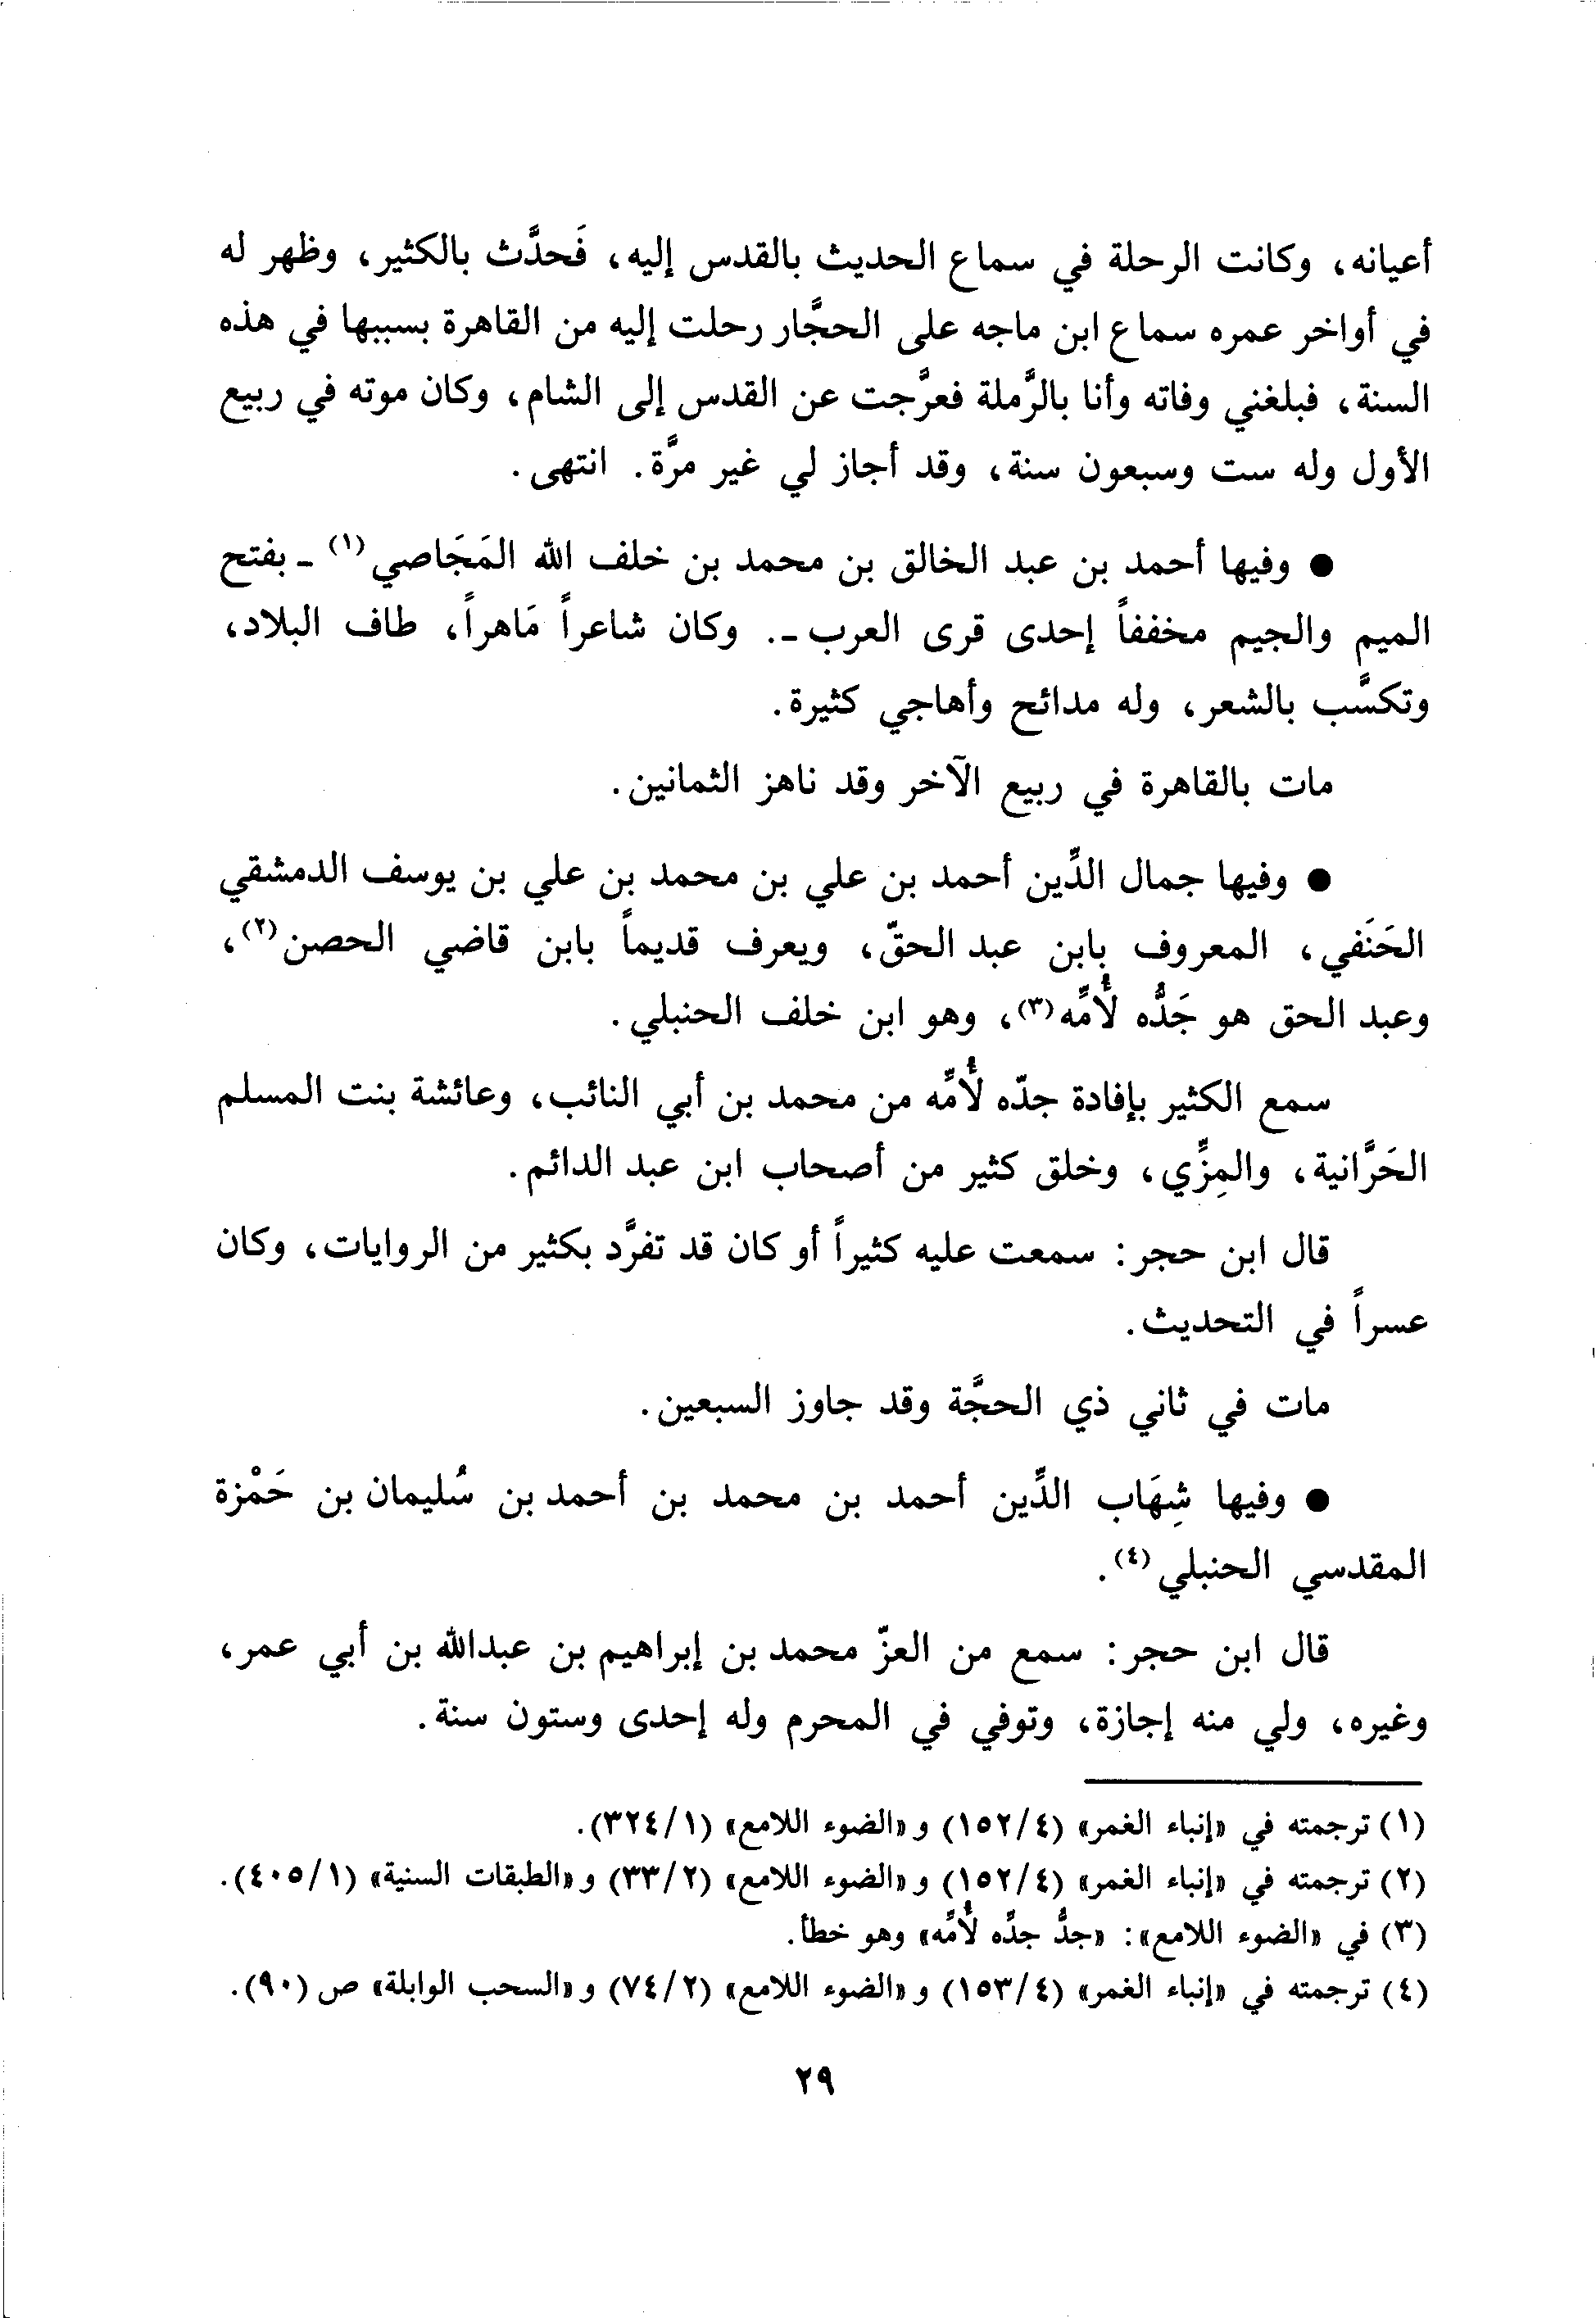 أعيانه، وكانت الرحلة في سماع الحديث بالقدس إليه، فَحدَّث بالكثير، وظهر له
في أواخر عمره سماع ابن ماجه على الحجَّار رحلت إليه من القاهرة بسببها في هذه
السنة، فبلغني وفاته وأنا بالرَّملة فعرَّجت عن القدس إلى الشام، وكان موته في ربيع
الأول وله ست وسبعون سنة، وقد أجاز لي غير مرَّة. انتهى.
● وفيها أحمد بن عبد الخالق بن محمد بن خلف الله المَجَاصي(١) - بفتح
الميم والجيم مخففاً إحدى قرى العرب -. وكان شاعراً مَاهراً، طاف البلاد،
وتكسَّب بالشعر، وله مدائح وأهاجي كثيرة.
مات بالقاهرة في ربيع الآخر وقد ناهز الثمانين.
● وفيها جمال الدِّين أحمد بن علي بن محمد بن علي بن يوسف الدمشقي
الحَنَفي، المعروف بابن عبد الحقّ، ويعرف قديماً بابن قاضي الحصن(٢)،
وعبد الحق هو جَدُّه لأُمِّه(٣)، وهو ابن خلف الحنبلي.
سمع الكثير بإفادة جدّه لأُمِّه من محمد بن أبي النائب، وعائشة بنت المسلم
الحَرَّانية، والمِزِّي، وخلق كثير من أصحاب ابن عبد الدائم.
قال ابن حجر: سمعت عليه كثيراً أو كان قد تفرَّد بكثير من الروايات، وكان
عسراً في التحديث.
مات في ثاني ذي الحجَّة وقد جاوز السبعين.
● وفيها شِهَاب الدِّين أحمد بن محمد بن أحمد بن سُليمان بن حَمْزة
المقدسي الحنبلي(٤).
قال ابن حجر: سمع من العزّ محمد بن إبراهيم بن عبدالله بن أبي عمر،
وغيره، ولي منه إجازة، وتوفي في المحرم وله إحدى وستون سنة.
(١) ترجمته في «إنباء الغمر» (١٥٢/٤) و«الضوء اللامع» (٣٢٤/١).
(٢) ترجمته في «إنباء الغمر» (١٥٢/٤) و«الضوء اللامع» (٣٣/٢) و«الطبقات السنية» (٤٠٥/١).
(٣) في «الضوء اللامع»: «جدُّ جدِّه لأُمِّه» وهو خطأ.
(٤) ترجمته في «إنباء الغمر» (١٥٣/٤) و«الضوء اللامع» (٧٤/٢) و«السحب الوابلة» ص (٩٠).
٢٩